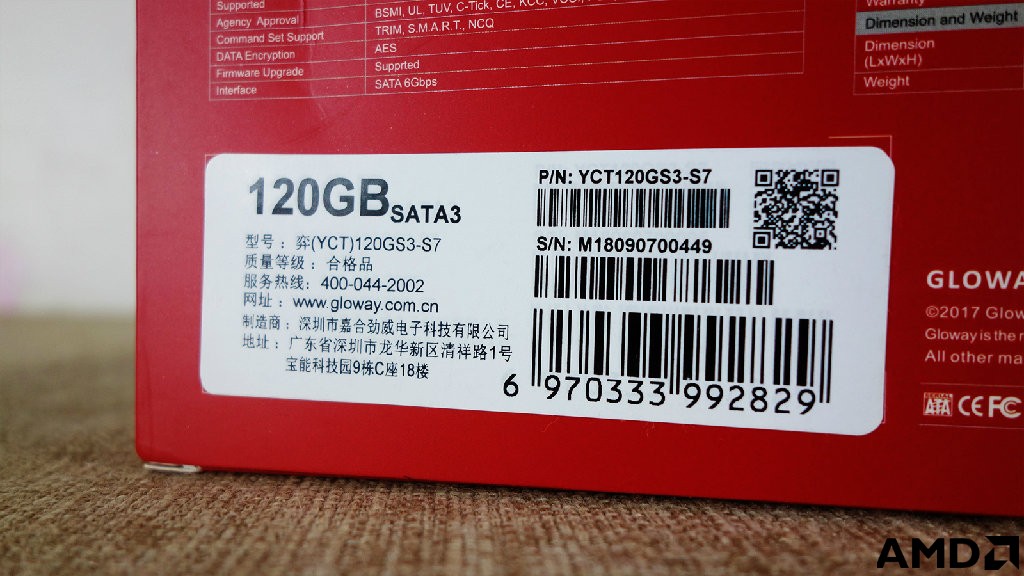 Supported
Agency Approval
BSMI, UL, TUV, C-Tick, CE, KCC,
Command Set Support
TRIM, S.M.A.R.T, NCQ
DATA Encryption
AES
Firmware Upgrade
Supprted
Interface
SATA 6Gbps
Warranty
Dimension and Weight
Dimension
(LxWxH)
Weight
120GB SATA3
型号：弈(YCT)120GS3-S7
质量等级：合格品
服务热线：400-044-2002
网址：www.gloway.com.cn
制造商：深圳市嘉合劲威电子科技有限公司
地址：广东省深圳市龙华新区清祥路1号
宝能科技园9栋C座18楼
P/N: YCT120GS3-S7
S/N: M18090700449
6 970333 992829
GLOWA
©2017 Glow
Gloway is the r
All other ma
SERIAL
ATA CE FC
AMD